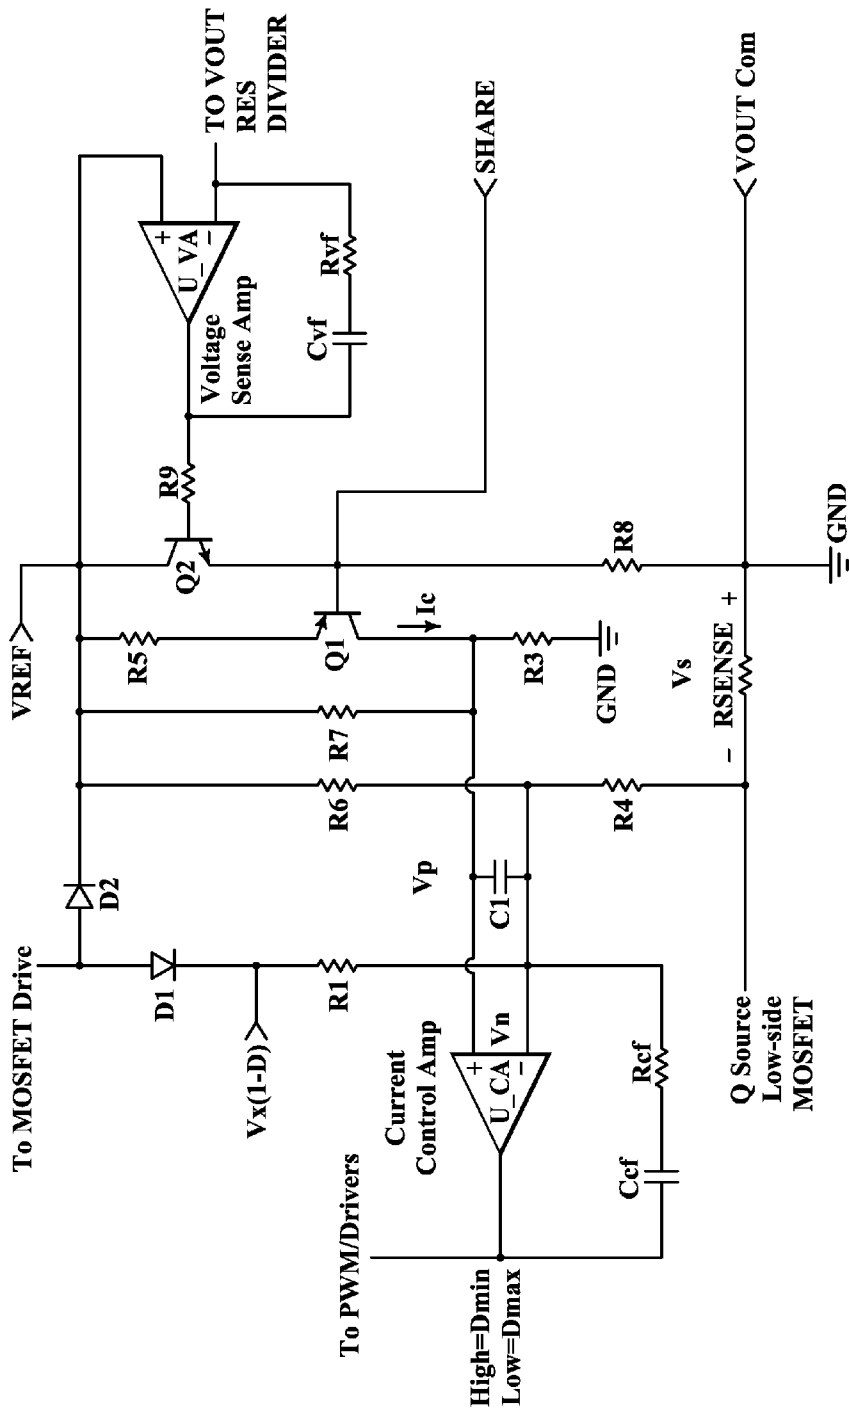 To MOSFET Drive
VREF
D2
D1
Vx(1-D)
R1
R6
R7
R5
Q2
R9
+
U_VA
−
Voltage
Sense Amp
TO VOUT
RES
DIVIDER
Rvf
Cvf
To PWM/Drivers
Current
Control Amp
+
U_CA
−
Vn
Vp
C1
Q1
Ic
SHARE
High=Dmin
Low=Dmax
Ccf
Rcf
R4
R3
GND
R8
Q Source
Low-side
MOSFET
− RSENSE +
Vs
VOUT Com
GND